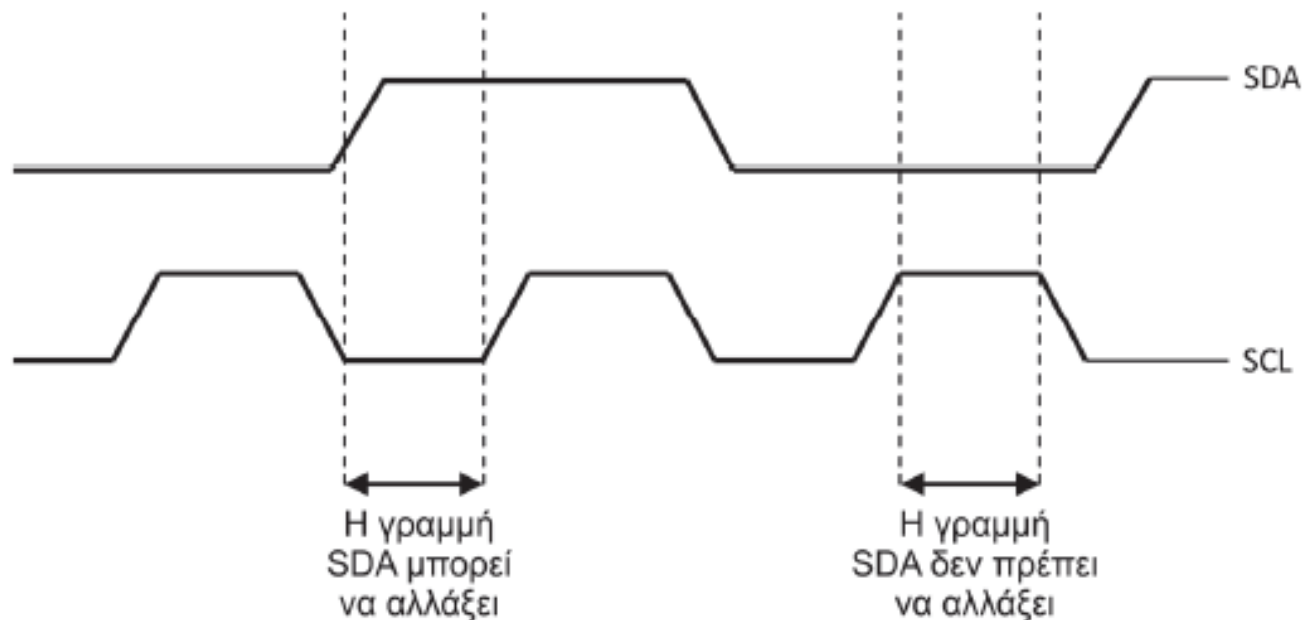 SDA
SCL
Η γραμμή
SDA μπορεί
να αλλάξει
Η γραμμή
SDA δεν πρέπει
να αλλάξει